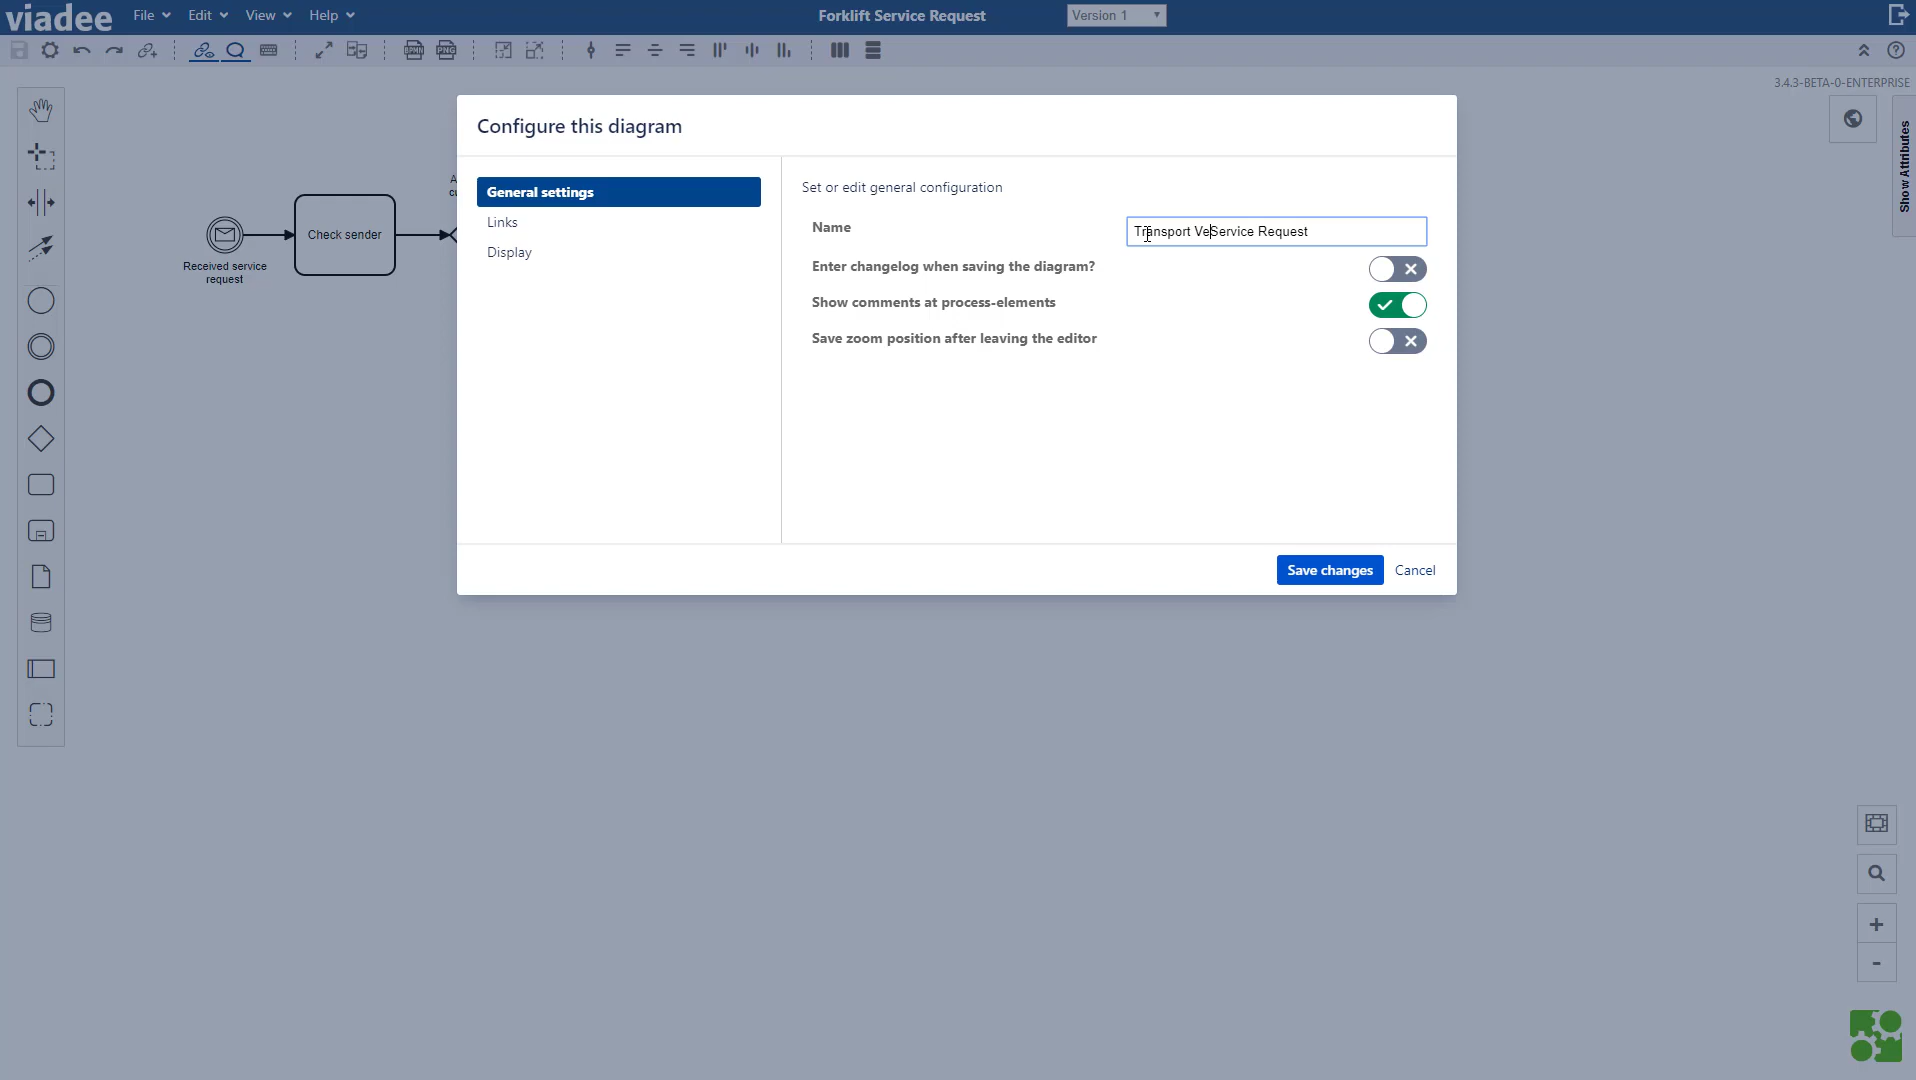 viadee File Edit View Help Forklift Service Request Version 1
BPMN PNG
3.4.3-BETA-0-ENTERPRISE
Show Attributes
Configure this diagram
General settings
Links
Display
Set or edit general configuration
Name
Transport VeService Request
Enter changelog when saving the diagram?
Show comments at process-elements
Save zoom position after leaving the editor
Save changes Cancel
Check sender
Received service
request
A
cu